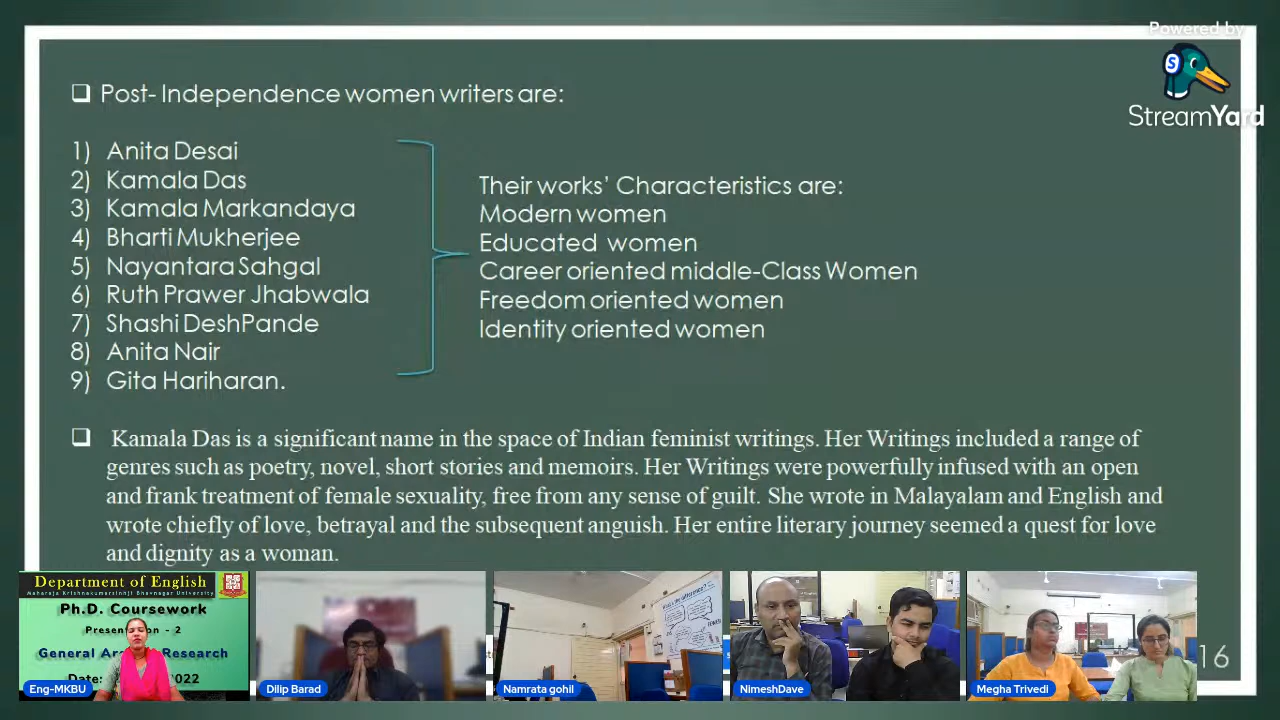 Powered by
StreamYard
❑ Post- Independence women writers are:
1) Anita Desai
2) Kamala Das
3) Kamala Markandaya
4) Bharti Mukherjee
5) Nayantara Sahgal
6) Ruth Prawer Jhabwala
7) Shashi DeshPande
8) Anita Nair
9) Gita Hariharan.
Their works’ Characteristics are:
Modern women
Educated women
Career oriented middle-Class Women
Freedom oriented women
Identity oriented women
❑ Kamala Das is a significant name in the space of Indian feminist writings. Her Writings included a range of
genres such as poetry, novel, short stories and memoirs. Her Writings were powerfully infused with an open
and frank treatment of female sexuality, free from any sense of guilt. She wrote in Malayalam and English and
wrote chiefly of love, betrayal and the subsequent anguish. Her entire literary journey seemed a quest for love
and dignity as a woman.
16
Department of English
Maharaja Krishnakumarsinhji Bhavnagar University
Ph.D. Coursework
Presentation - 2
General Research
2022
Eng-MKBU
Dilip Barad
Namrata gohil
NimeshDave
Megha Trivedi